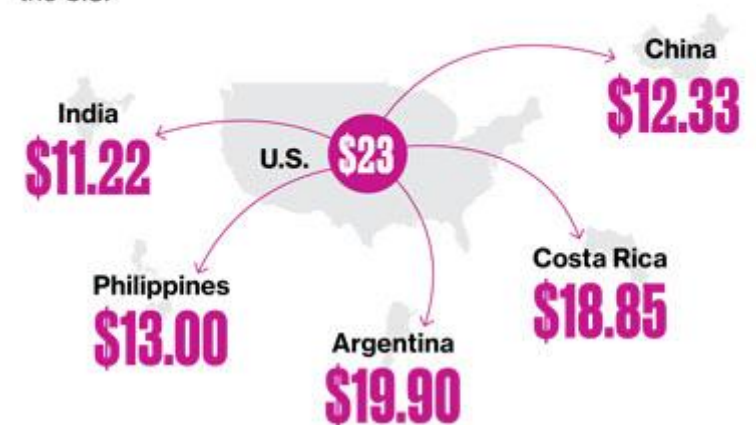 China
$12.33
India
$11.22
U.S.
$23
Costa Rica
$18.85
Philippines
$13.00
Argentina
$19.90